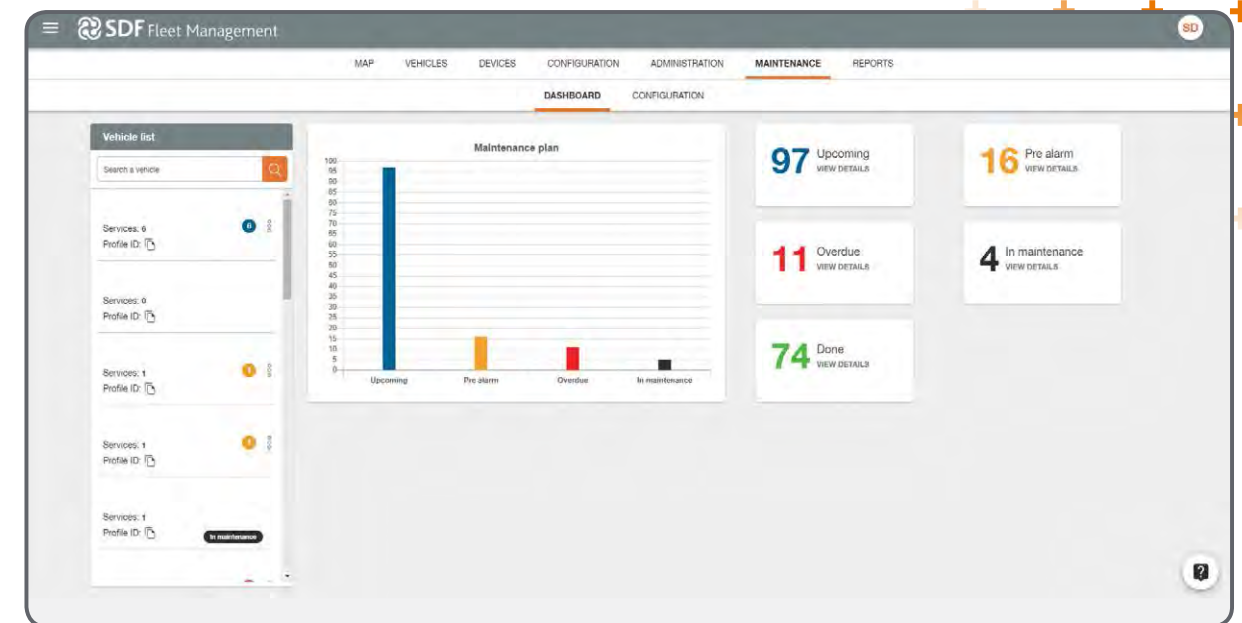 SDF Fleet Management
SD
MAP VEHICLES DEVICES CONFIGURATION ADMINISTRATION MAINTENANCE REPORTS
DASHBOARD CONFIGURATION
Vehicle list
Search a vehicle
Services: 6 6
Profile ID:
Services: 0
Profile ID:
Services: 1 1
Profile ID:
Services: 1 1
Profile ID:
Services: 1
Profile ID: In maintenance
Maintenance plan
100
95
90
85
80
75
70
65
60
55
50
45
40
35
30
25
20
15
10
5
0
Upcoming Pre alarm Overdue In maintenance
97 Upcoming
VIEW DETAILS
16 Pre alarm
VIEW DETAILS
11 Overdue
VIEW DETAILS
4 In maintenance
VIEW DETAILS
74 Done
VIEW DETAILS
?